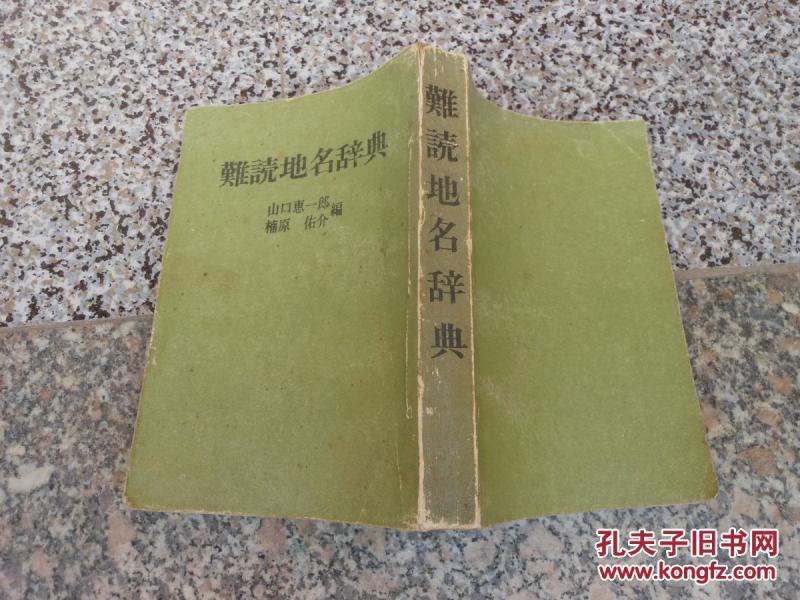 難読地名辞典
山口恵一郎
楠原 佑介 編
難読地名辞典
孔夫子旧书网
www.kongfz.com